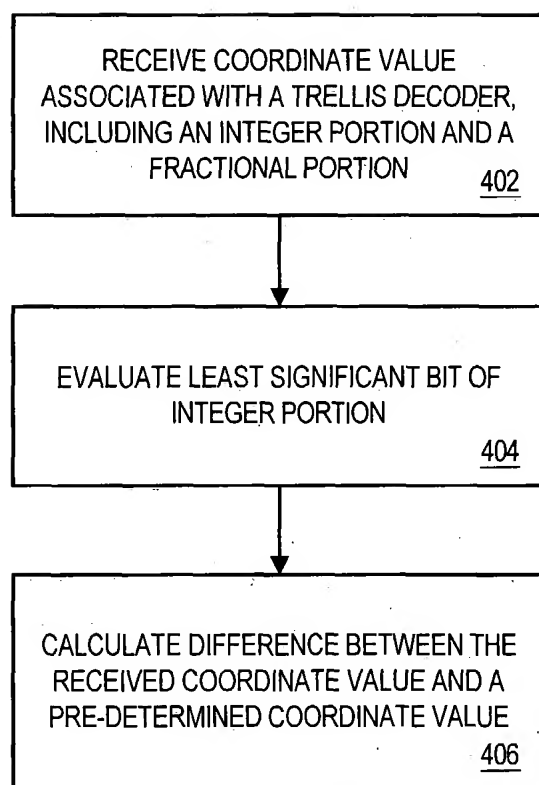 RECEIVE COORDINATE VALUE
ASSOCIATED WITH A TRELLIS DECODER,
INCLUDING AN INTEGER PORTION AND A
FRACTIONAL PORTION
402
EVALUATE LEAST SIGNIFICANT BIT OF
INTEGER PORTION
404
CALCULATE DIFFERENCE BETWEEN THE
RECEIVED COORDINATE VALUE AND A
PRE-DETERMINED COORDINATE VALUE
406